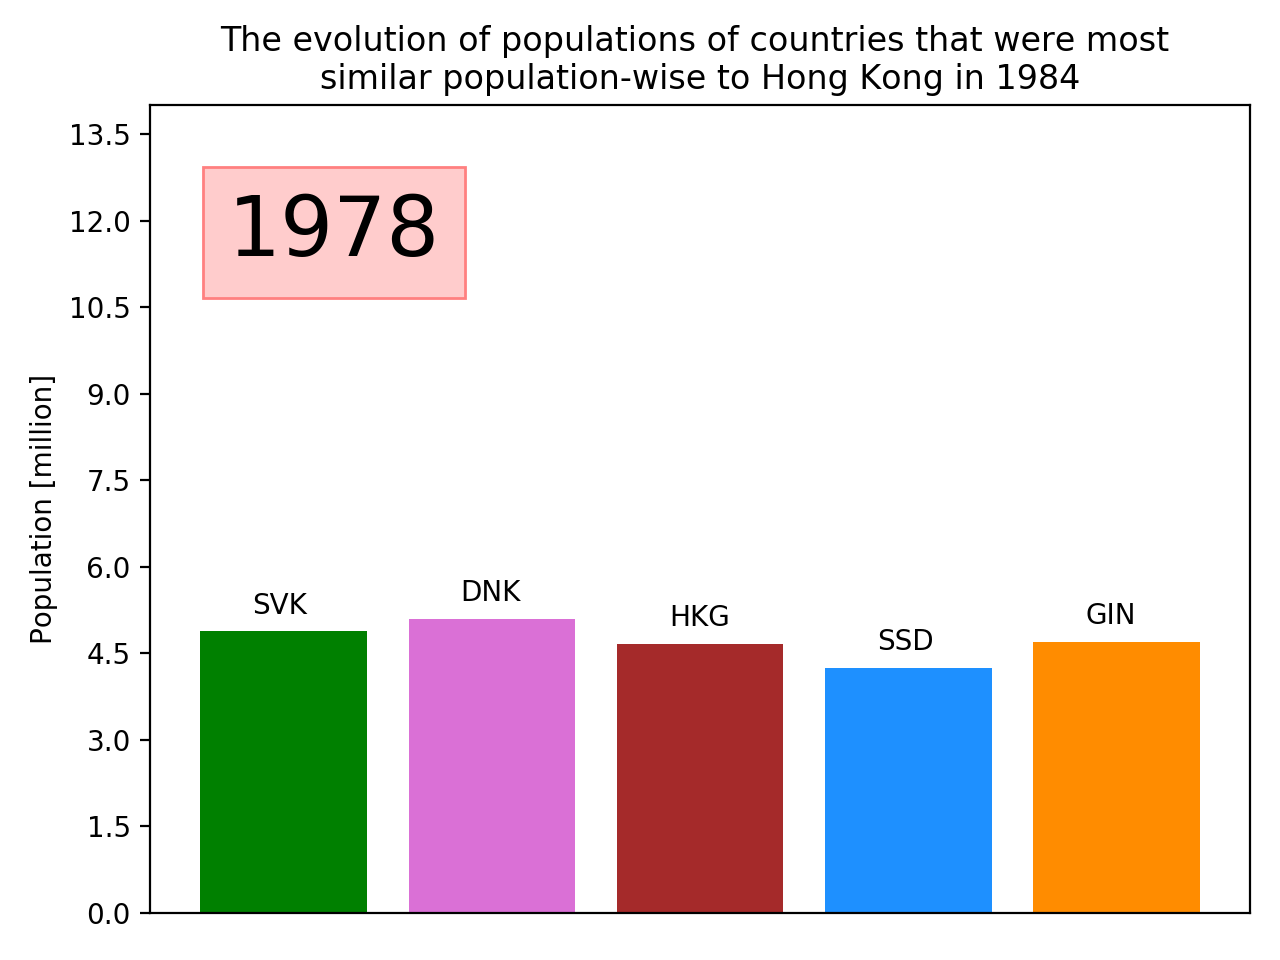 The evolution of populations of countries that were most
similar population-wise to Hong Kong in 1984
13.5
1978
12.0
10.5
9.0
7.5
6.0
4.5
3.0
1.5
0.0
Population [million]
SVK
DNK
HKG
SSD
GIN